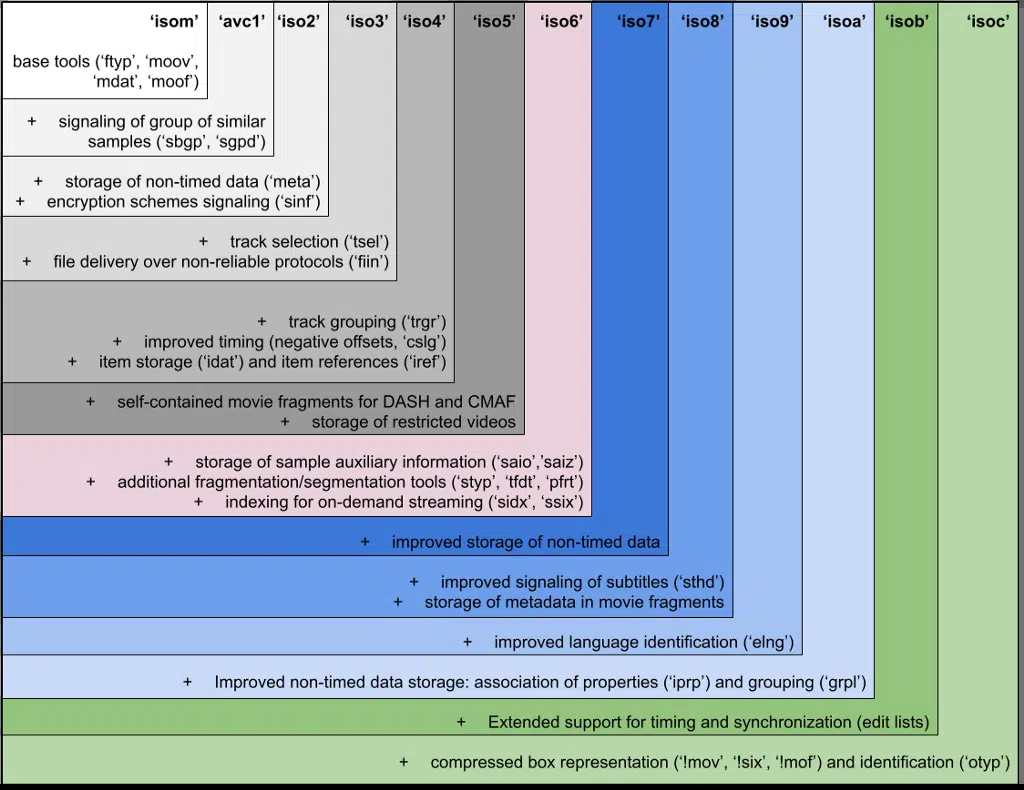 ‘isom’ ‘avc1’ ‘iso2’ ‘iso3’ ‘iso4’ ‘iso5’ ‘iso6’ ‘iso7’ ‘iso8’ ‘iso9’ ‘isoa’ ‘isob’ ‘isoc’
base tools (‘ftyp’, ‘moov’,
‘mdat’, ‘moof’)
+ signaling of group of similar
samples (‘sbgp’, ‘sgpd’)
+ storage of non-timed data (‘meta’)
+ encryption schemes signaling (‘sinf’)
+ track selection (‘tsel’)
+ file delivery over non-reliable protocols (‘fiin’)
+ track grouping (‘trgr’)
+ improved timing (negative offsets, ‘cslg’)
+ item storage (‘idat’) and item references (‘iref’)
+ self-contained movie fragments for DASH and CMAF
+ storage of restricted videos
+ storage of sample auxiliary information (‘saio’,’saiz’)
+ additional fragmentation/segmentation tools (‘styp’, ‘tfdt’, ‘pfrt’)
+ indexing for on-demand streaming (‘sidx’, ‘ssix’)
+ improved storage of non-timed data
+ improved signaling of subtitles (‘sthd’)
+ storage of metadata in movie fragments
+ improved language identification (‘elng’)
+ Improved non-timed data storage: association of properties (‘iprp’) and grouping (‘grpl’)
+ Extended support for timing and synchronization (edit lists)
+ compressed box representation (‘!mov’, ‘!six’, ‘!mof’) and identification (‘otyp’)